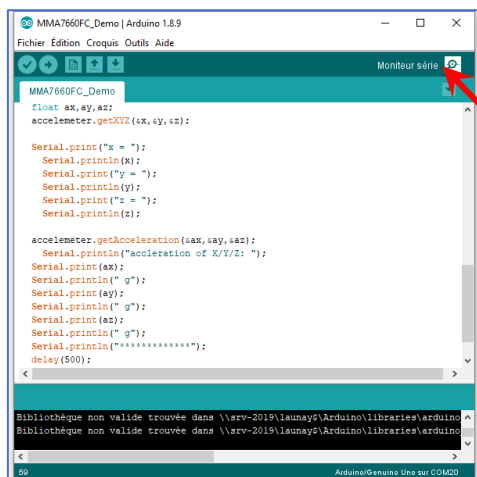 MMA7660FC_Demo | Arduino 1.8.9
Fichier Édition Croquis Outils Aide
Moniteur série
MMA7660FC_Demo
float ax,ay,az;
accelemeter.getXYZ(&x,&y,&z);
Serial.print("x = ");
Serial.println(x);
Serial.print("y = ");
Serial.println(y);
Serial.print("z = ");
Serial.println(z);
accelemeter.getAcceleration(&ax,&ay,&az);
Serial.println("accleration of X/Y/Z: ");
Serial.print(ax);
Serial.println(" g");
Serial.print(ay);
Serial.println(" g");
Serial.print(az);
Serial.println(" g");
Serial.println("*************");
delay(500);
Bibliothèque non valide trouvée dans \\srv-2019\launay$\Arduino\libraries\arduino
Bibliothèque non valide trouvée dans \\srv-2019\launay$\Arduino\libraries\arduino
59
Arduino/Genuino Uno sur COM20